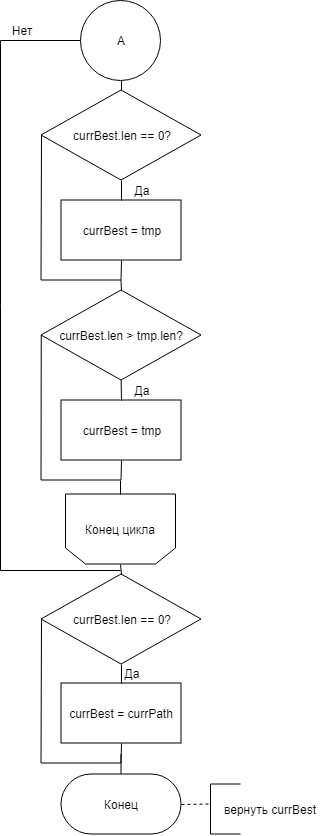 Нет
A
currBest.len == 0?
Да
currBest = tmp
currBest.len > tmp.len?
Да
currBest = tmp
Конец цикла
currBest.len == 0?
Да
currBest = currPath
Конец
вернуть currBest